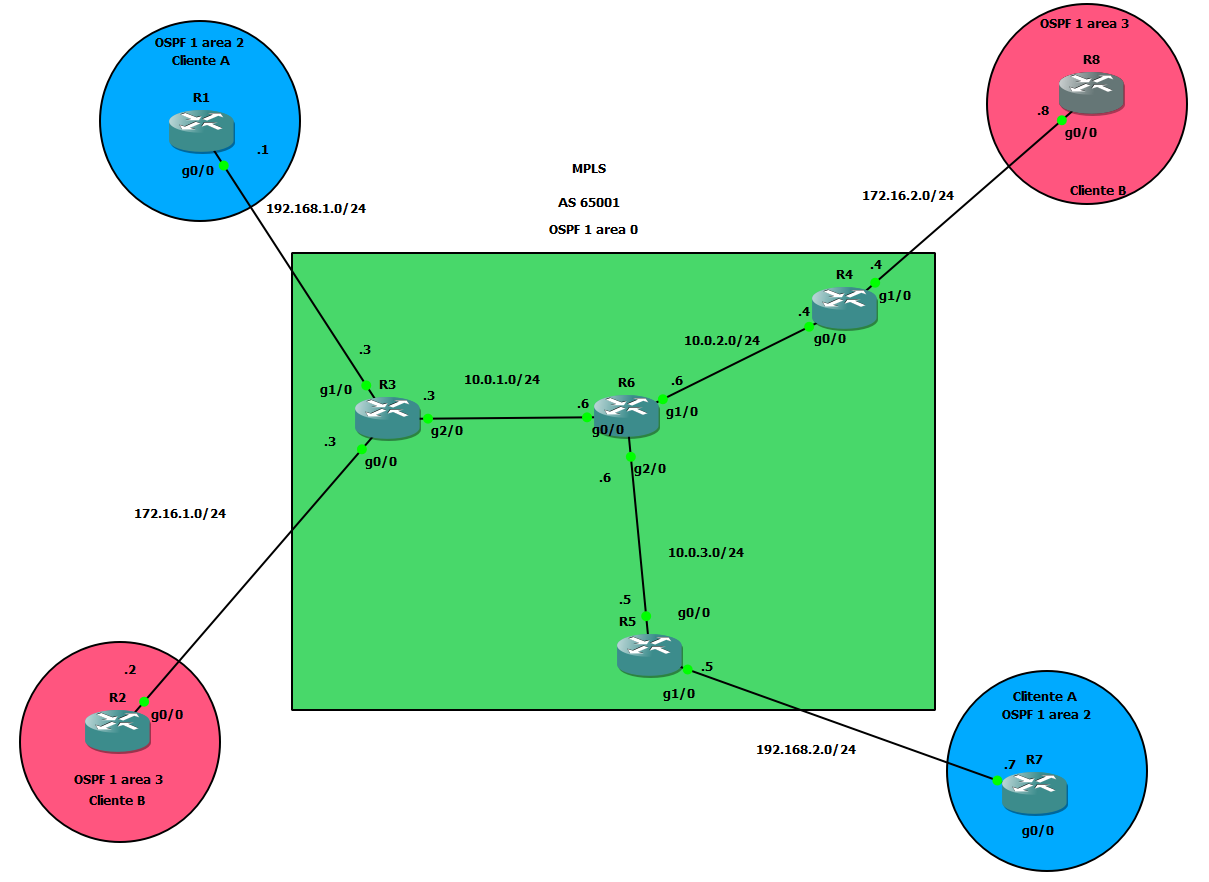 OSPF 1 area 2
Cliente A
R1
.1
g0/0
192.168.1.0/24
OSPF 1 area 3
R8
.8
g0/0
Cliente B
172.16.2.0/24
MPLS
AS 65001
OSPF 1 area 0
.4
R4
g1/0
.4
g0/0
10.0.2.0/24
.3
g1/0
R3
.3
g2/0
.3
g0/0
10.0.1.0/24
R6
.6
g0/0
.6
g1/0
g2/0
.6
172.16.1.0/24
10.0.3.0/24
.5
g0/0
R5
.5
g1/0
192.168.2.0/24
.2
R2
g0/0
OSPF 1 area 3
Cliente B
Clitente A
OSPF 1 area 2
.7
R7
g0/0